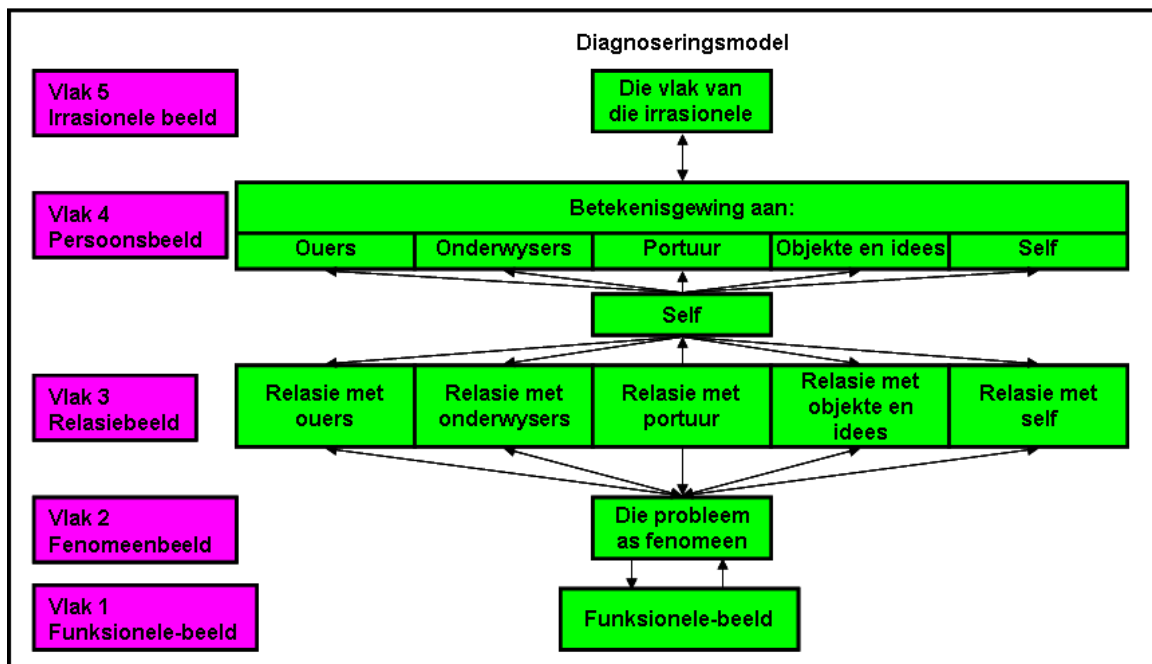 Diagnoseringsmodel
Vlak 5
Irrasionele beeld
Die vlak van
die irrasionele
Vlak 4
Persoonsbeeld
Betekenisgewing aan:
Ouers
Onderwysers
Portuur
Objekte en idees
Self
Self
Vlak 3
Relasiebeeld
Relasie met
ouers
Relasie met
onderwysers
Relasie met
portuur
Relasie met
objekte en
idees
Relasie met
self
Vlak 2
Fenomeenbeeld
Die probleem
as fenomeen
Vlak 1
Funksionele-beeld
Funksionele-beeld